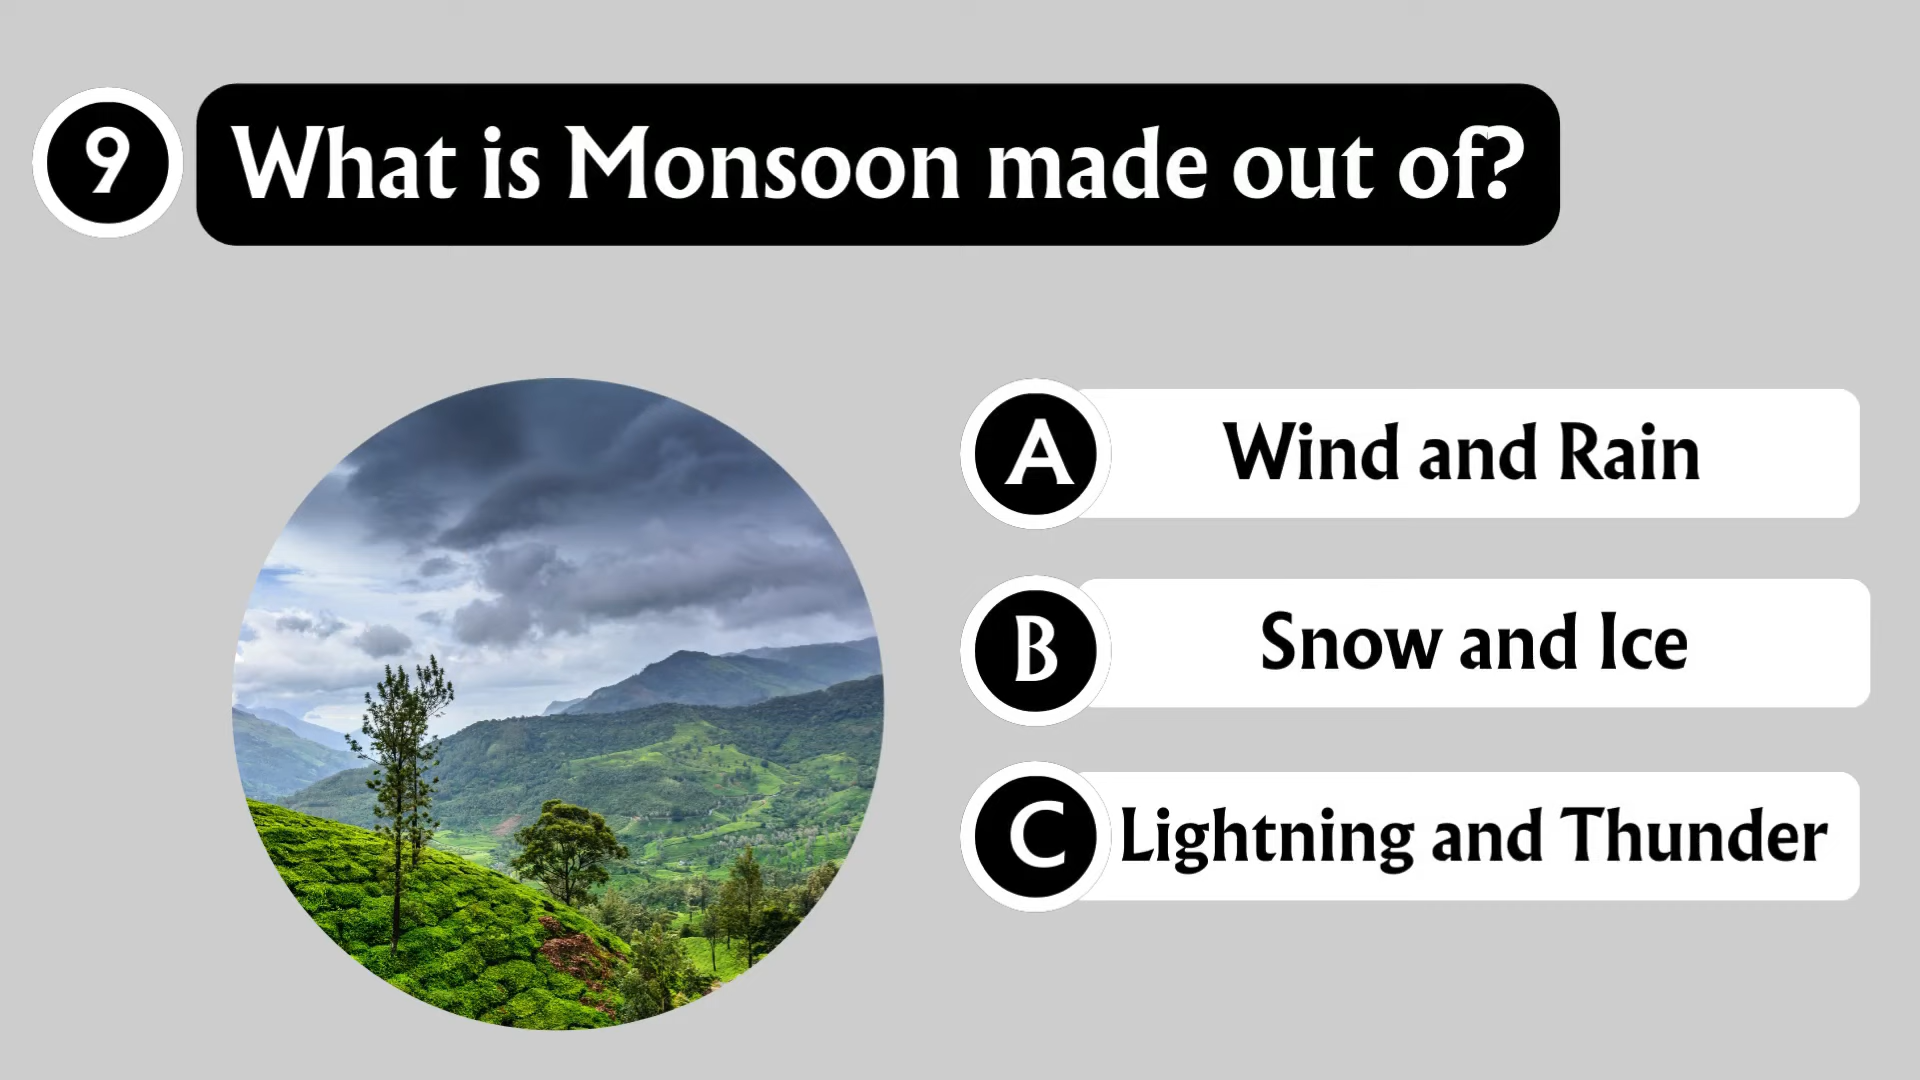 9
What is Monsoon made out of?
A
Wind and Rain
B
Snow and Ice
C
Lightning and Thunder